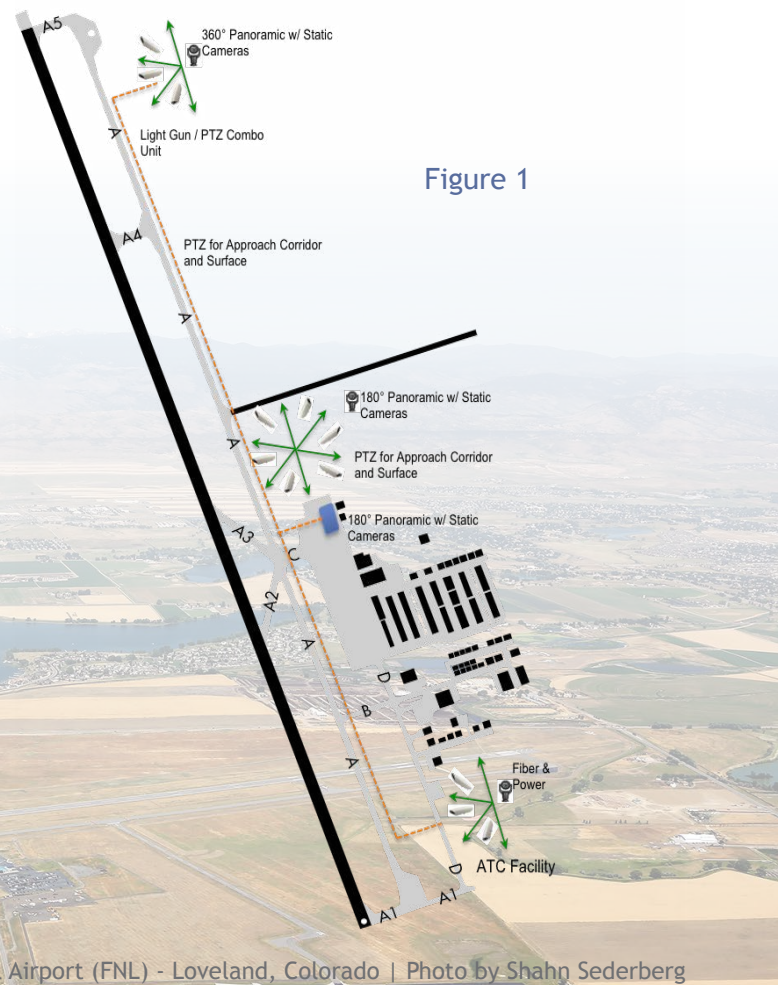 A5
360° Panoramic w/ Static
Cameras
A
Light Gun / PTZ Combo
Unit
Figure 1
A4
PTZ for Approach Corridor
and Surface
A
180° Panoramic w/ Static
Cameras
A
PTZ for Approach Corridor
and Surface
180° Panoramic w/ Static
Cameras
A3
C
A2
A
D
B
A
Fiber &
Power
ATC Facility
D
A1
A1
Airport (FNL) - Loveland, Colorado | Photo by Shahn Sederberg